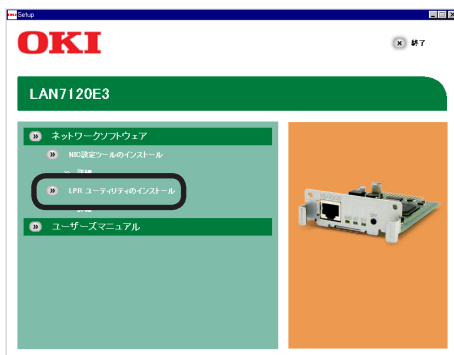 Setup
OKI
終了
LAN7120E3
ネットワークソフトウェア
NIC設定ツールのインストール
詳細
LPR ユーティリティのインストール
詳細
ユーザーズマニュアル